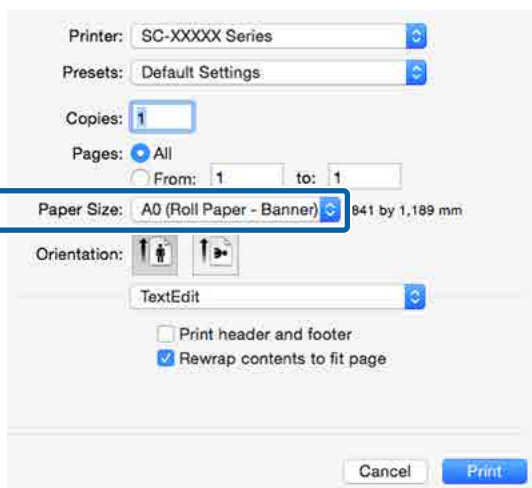 Printer: SC-XXXXX Series
Presets: Default Settings
Copies: 1
Pages: All
From: 1 to: 1
Paper Size: A0 (Roll Paper - Banner) 841 by 1,189 mm
Orientation:
TextEdit
Print header and footer
Rewrap contents to fit page
Cancel Print